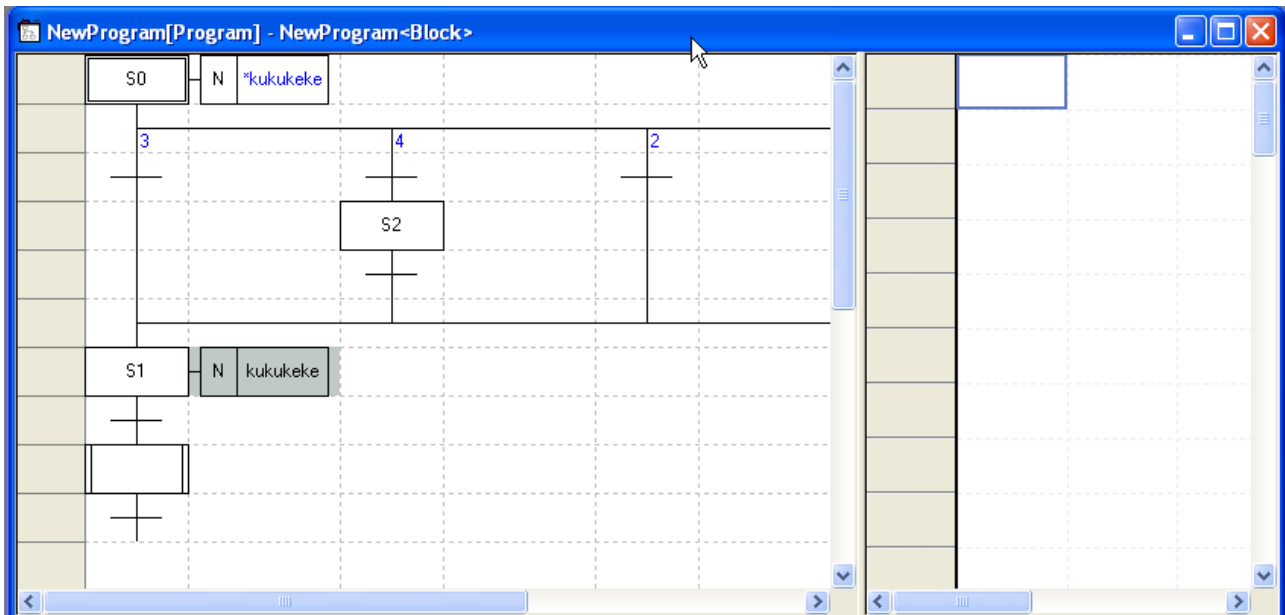 NewProgram[Program] - NewProgram<Block>
S0 N *kukukeke
3 4 2
S2
S1 N kukukeke